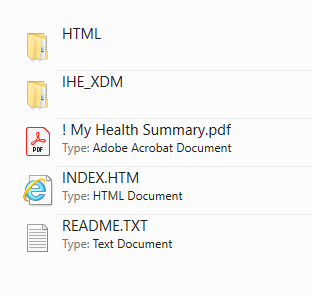 HTML
IHE_XDM
! My Health Summary.pdf
PDF
Type: Adobe Acrobat Document
INDEX.HTM
Type: HTML Document
README.TXT
Type: Text Document